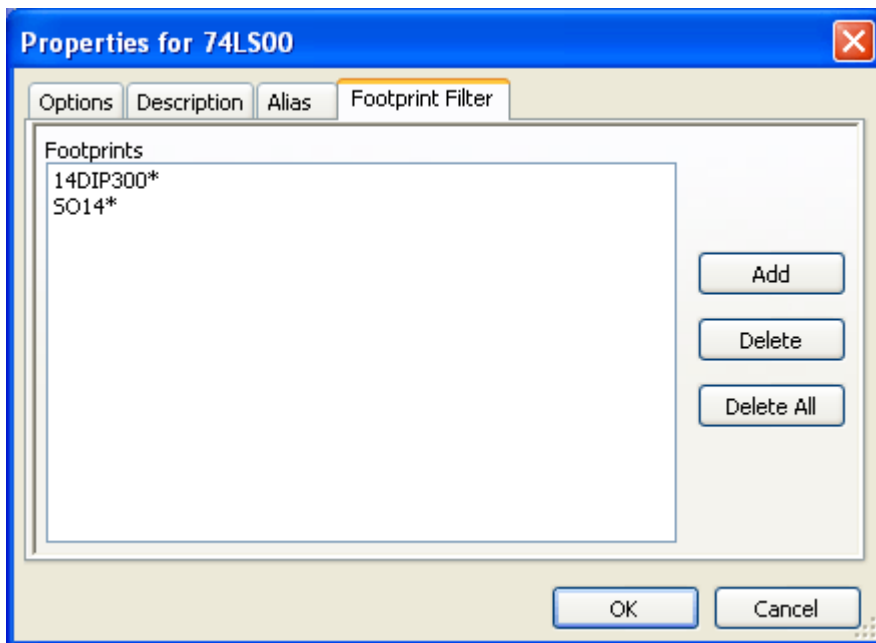 Properties for 74LS00
Options Description Alias Footprint Filter
Footprints
14DIP300*
SO14*
Add
Delete
Delete All
OK Cancel